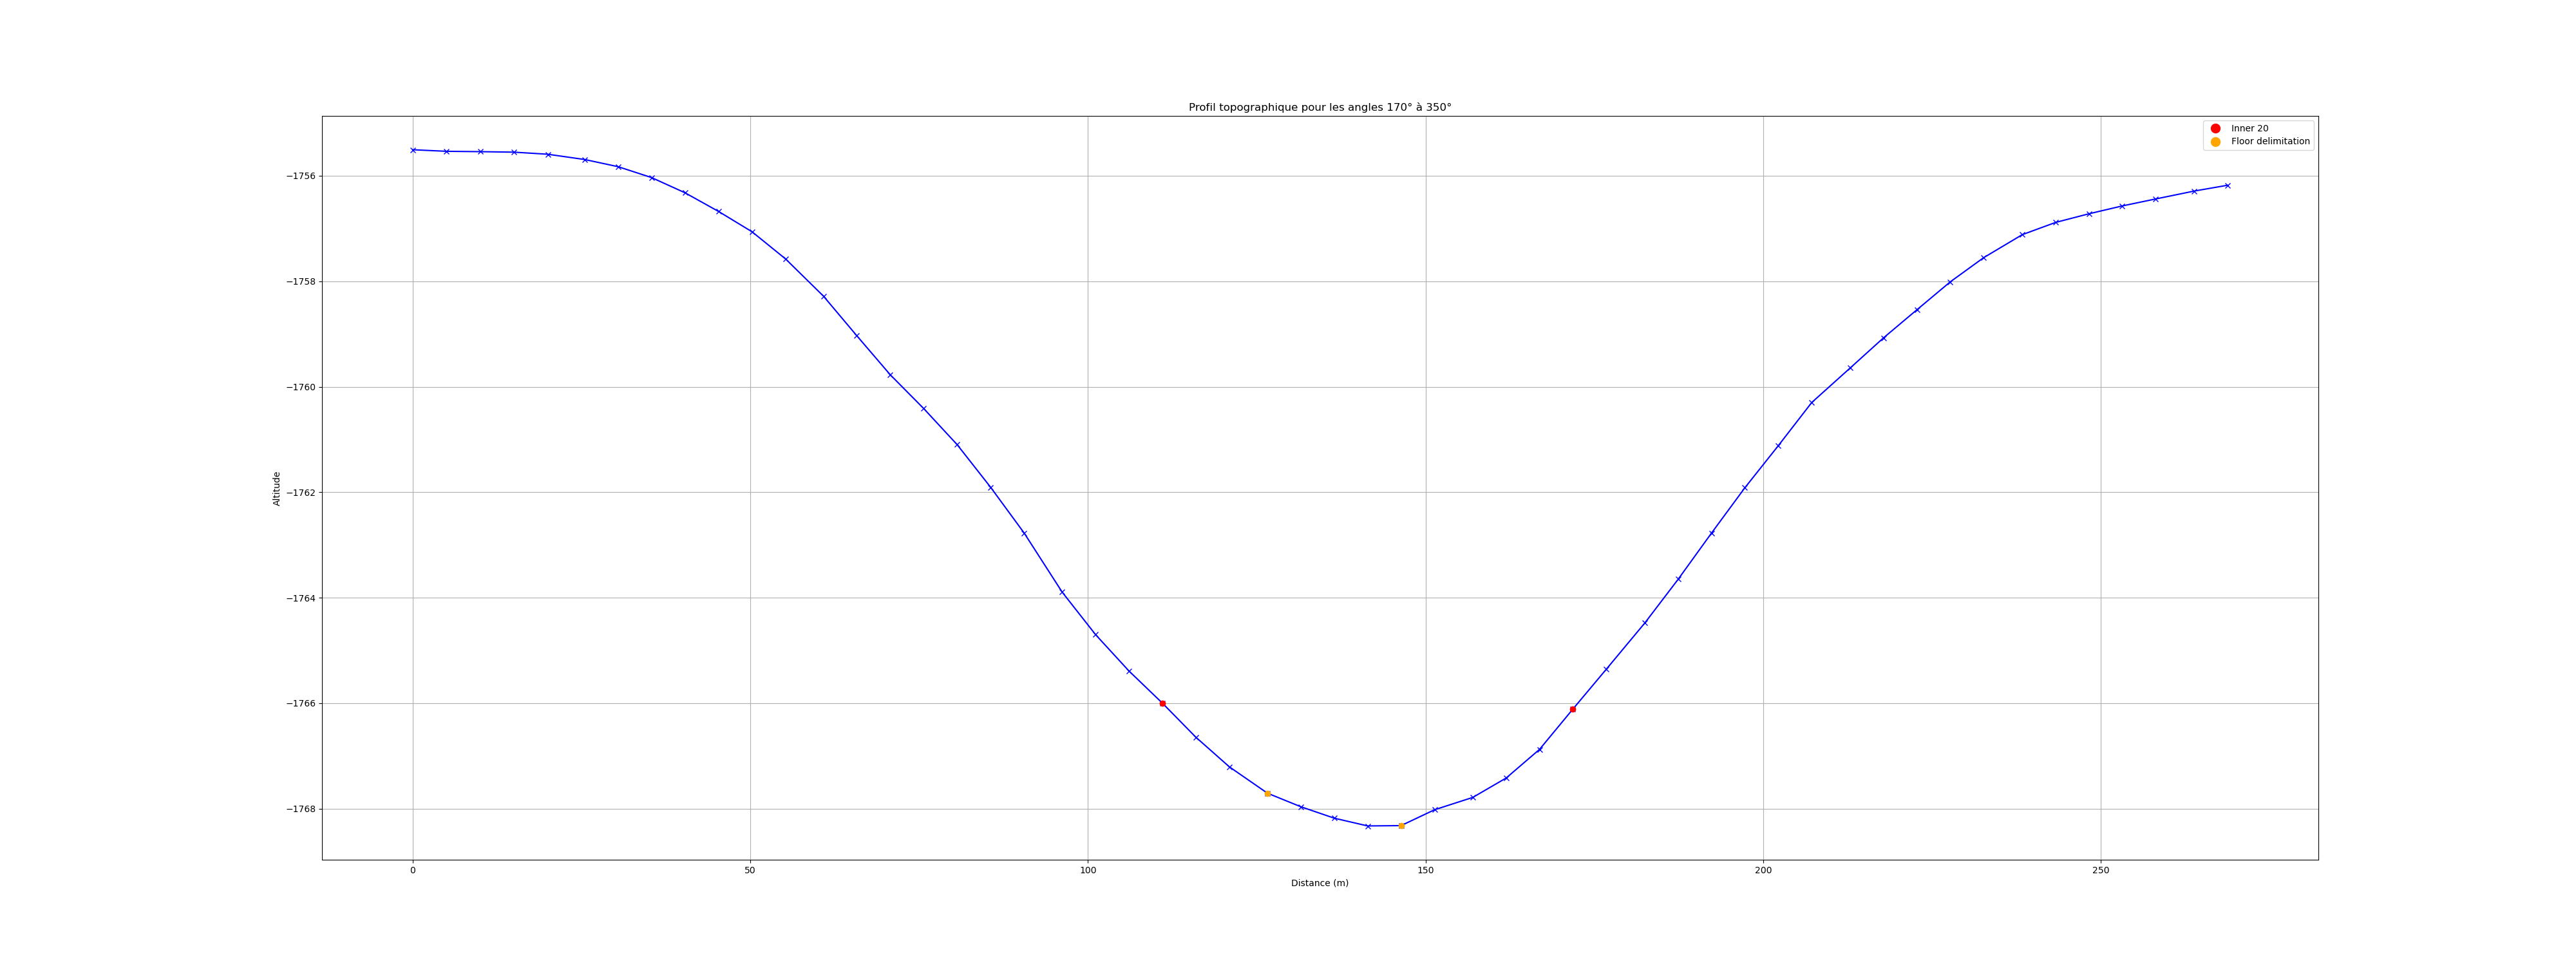 Profil topographique pour les angles 170° à 350°
Inner 20
Floor delimitation
−1756
−1758
−1760
−1762
−1764
−1766
−1768
Altitude
0
50
100
150
200
250
Distance (m)